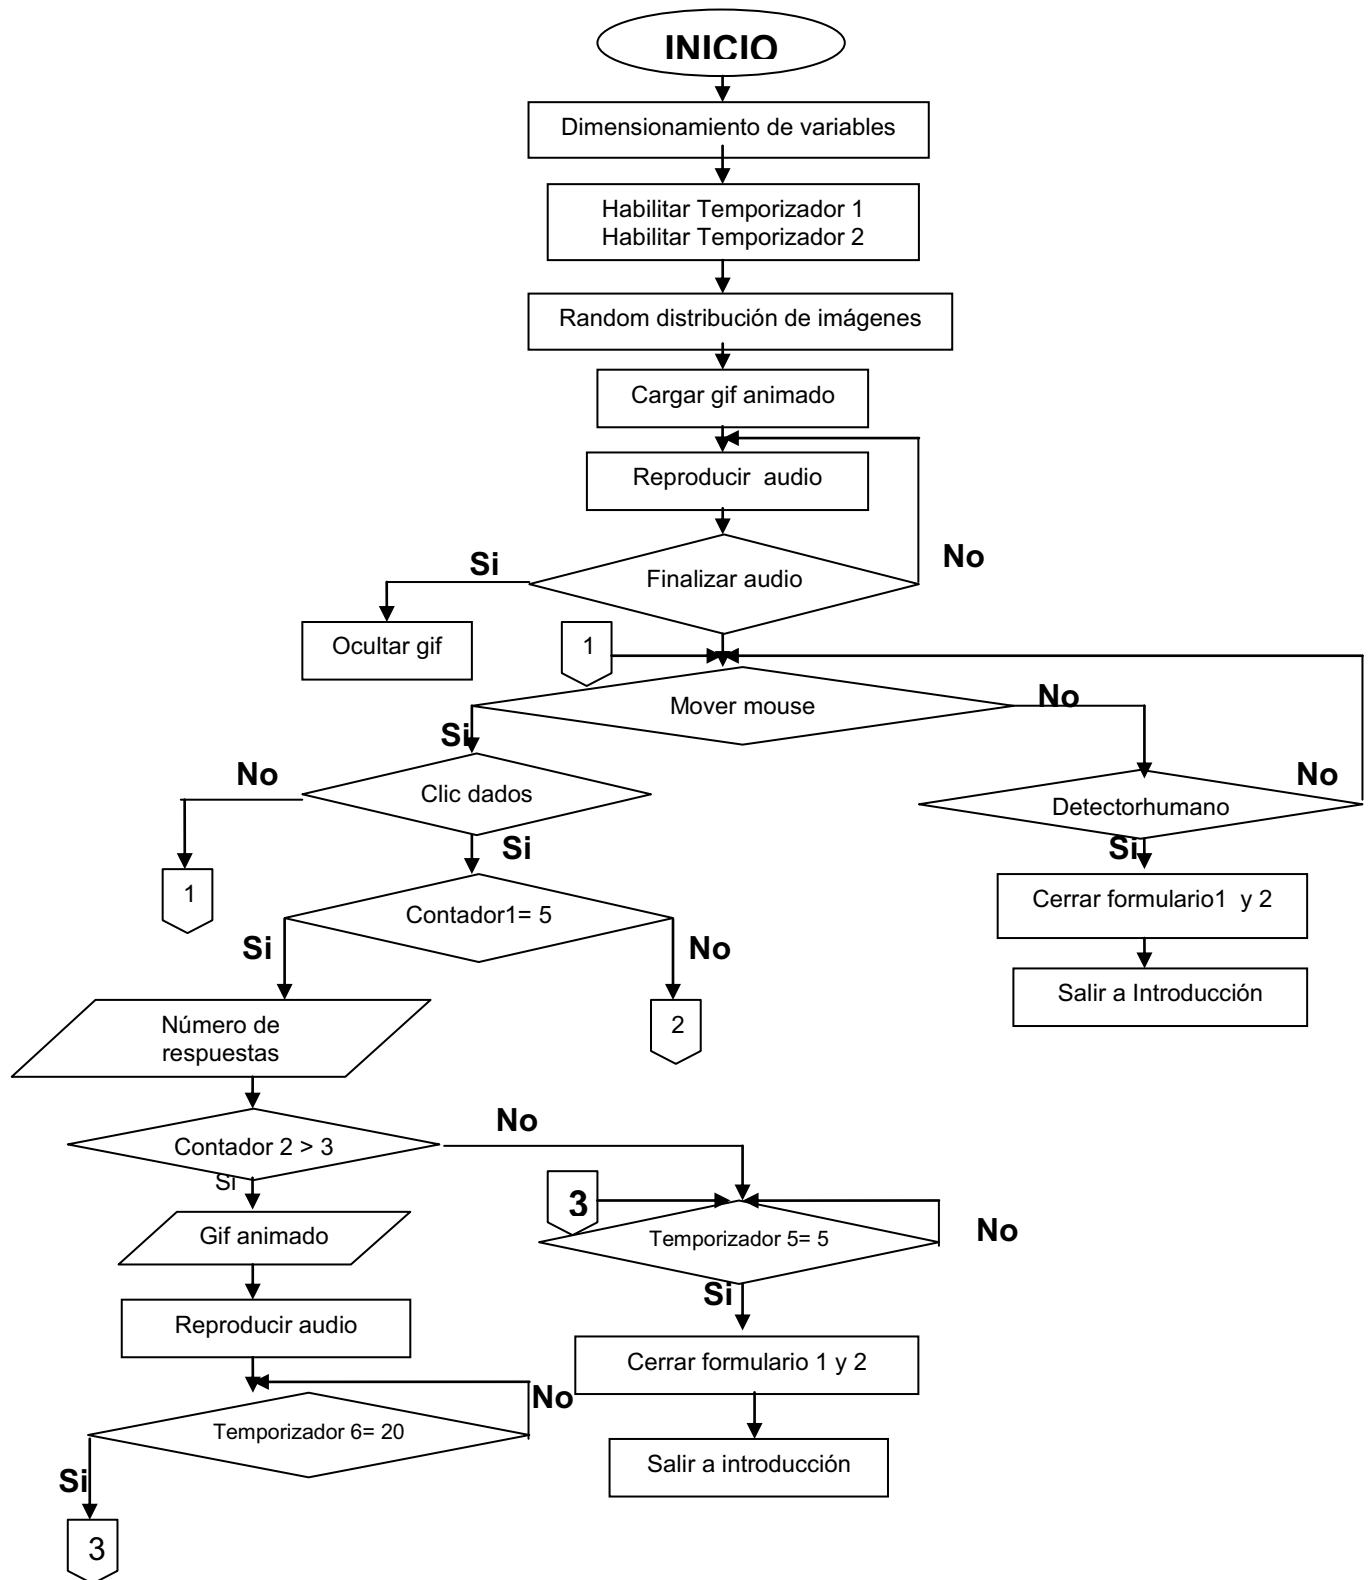 INICIO
Dimensionamiento de variables
Habilitar Temporizador 1
Habilitar Temporizador 2
Random distribución de imágenes
Cargar gif animado
Reproducir audio
Si
Finalizar audio
No
Ocultar gif
1
Mover mouse
No
Si
No
Clic dados
Detectorhumano
No
Si
Si
1
Contador1= 5
Cerrar formulario1 y 2
Si
No
Salir a Introducción
Número de
respuestas
2
No
Contador 2 > 3
Si
3
Gif animado
Temporizador 5= 5
No
Si
Reproducir audio
Cerrar formulario 1 y 2
No
Temporizador 6= 20
Salir a introducción
Si
3